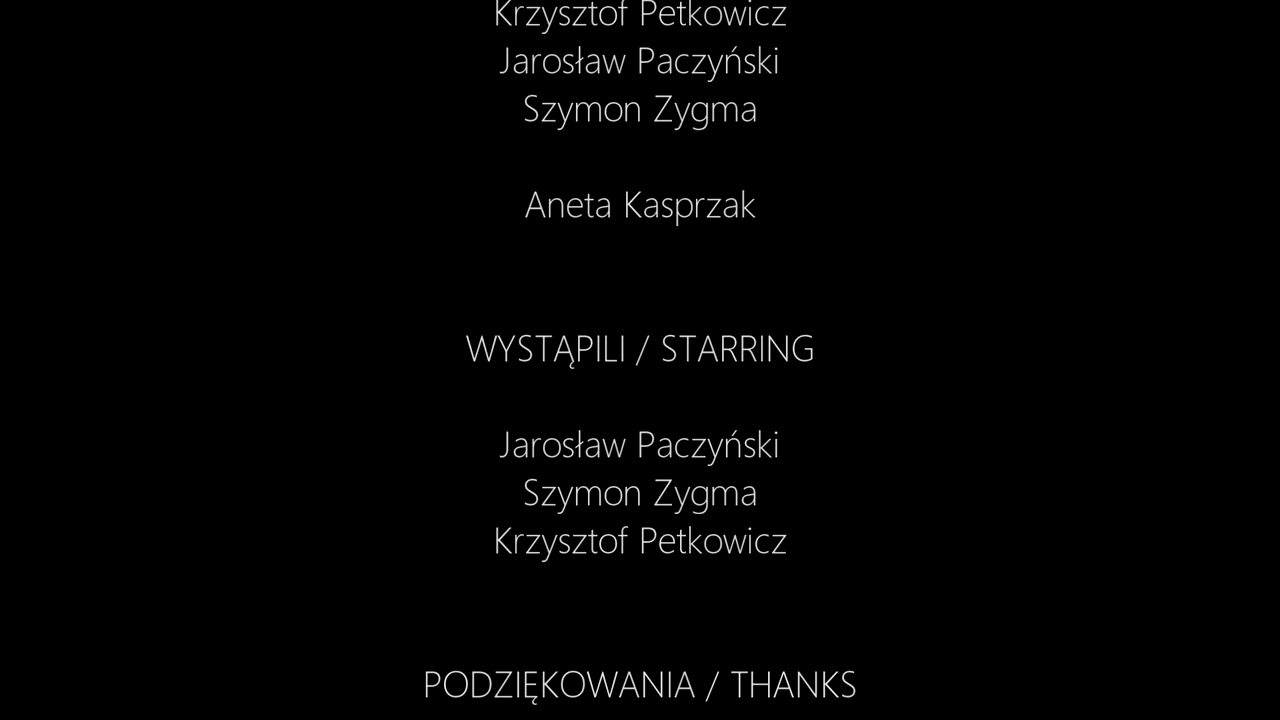 Krzysztof Petkowicz
Jarosław Paczyński
Szymon Zygma
Aneta Kasprzak
WYSTĄPILI / STARRING
Jarosław Paczyński
Szymon Zygma
Krzysztof Petkowicz
PODZIĘKOWANIA / THANKS